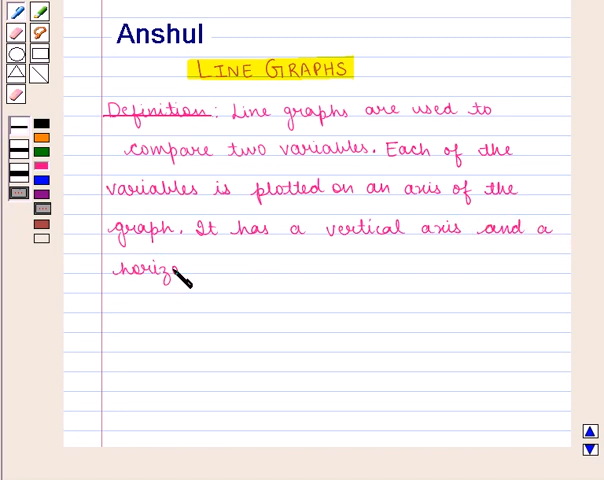 Anshul
LINE GRAPHS
Definition: Line graphs are used to
compare two variables. Each of the
variables is plotted on an axis of the
graph. It has a vertical axis and a
horizo